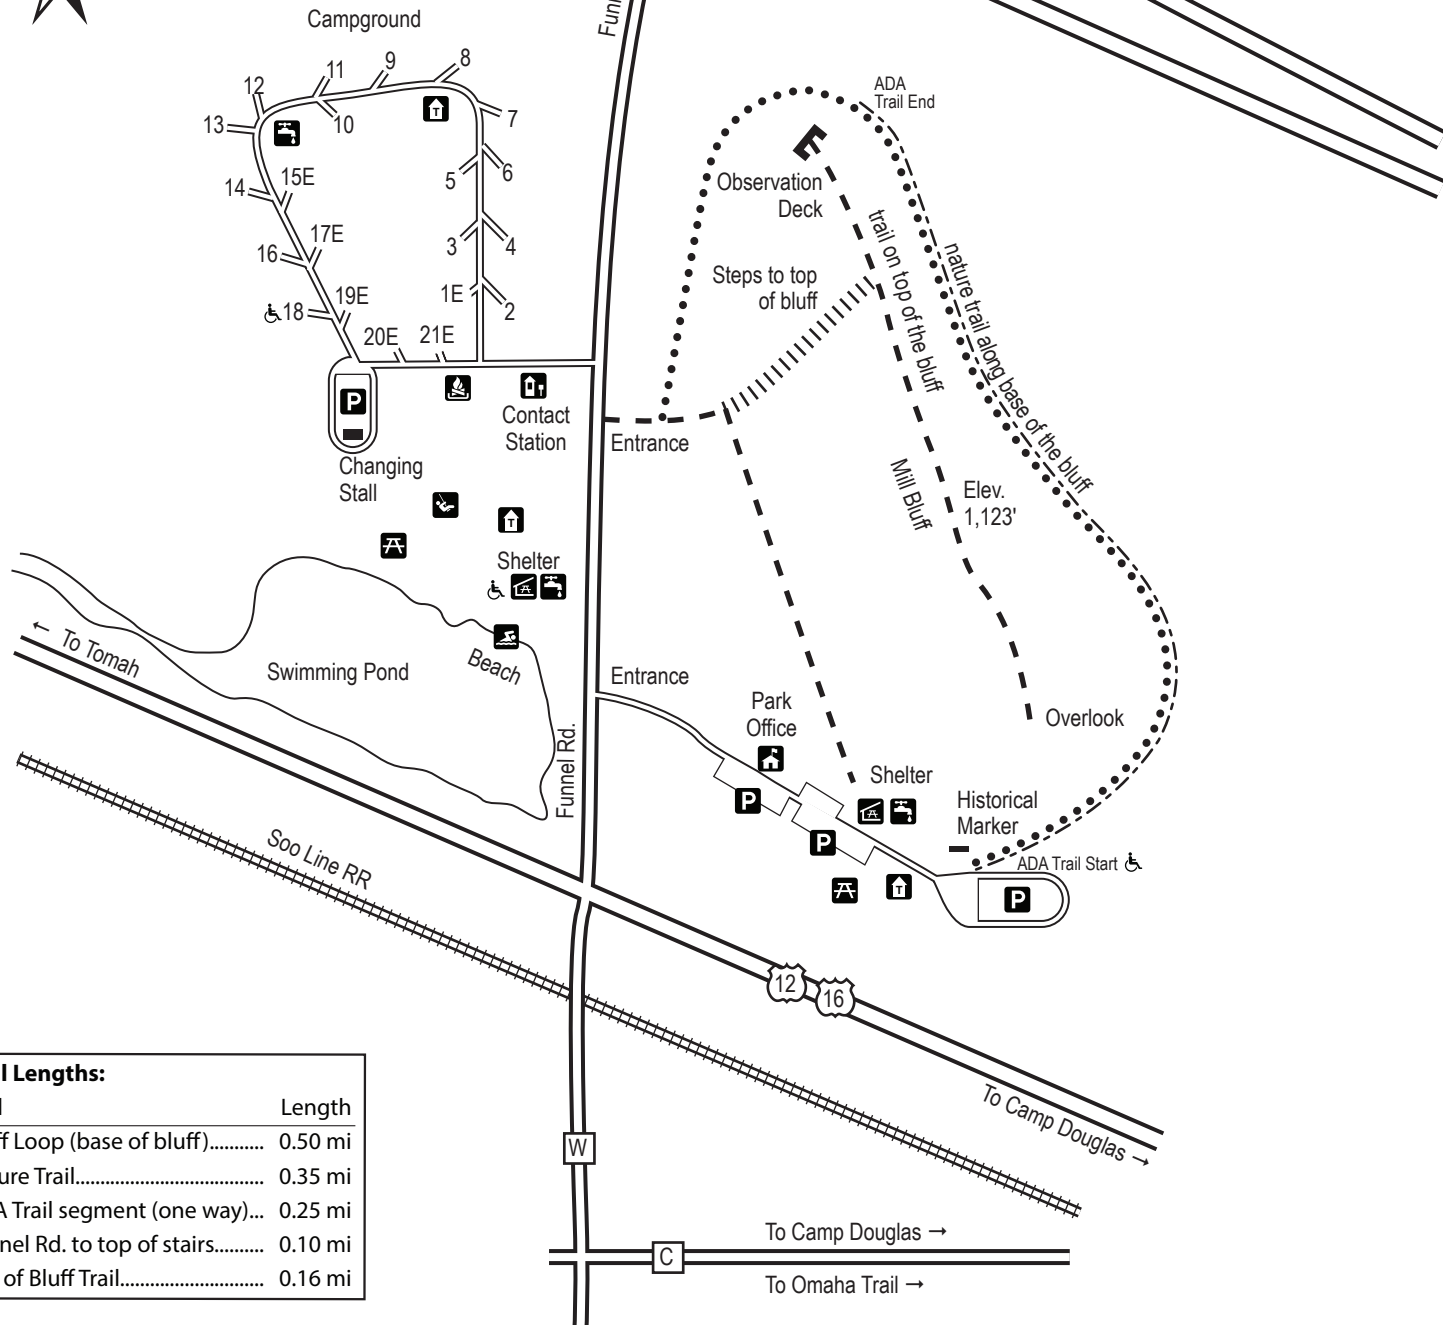 Campground
8
9
11
12
10
7
13
6
5
15E
14
17E
3
4
16
1E
2
19E
18
20E
21E
P
Contact
Station
Changing
Stall
T
T
Shelter
Beach
Swimming Pond
← To Tomah
Soo Line RR
Funnel Rd.
ADA
Trail End
Observation
Deck
trail on top of the bluff
nature trail along base of the bluff
Steps to top
of bluff
Entrance
Mill Bluff
Elev.
1,123'
Entrance
Park
Office
Overlook
Shelter
P
P
T
Historical
Marker
ADA Trail Start
P
12
16
To Camp Douglas →
W
C
To Camp Douglas →
To Omaha Trail →
l Lengths:
Length
f Loop (base of bluff).......... 0.50 mi
ure Trail...................................... 0.35 mi
A Trail segment (one way)... 0.25 mi
nel Rd. to top of stairs.......... 0.10 mi
of Bluff Trail............................. 0.16 mi